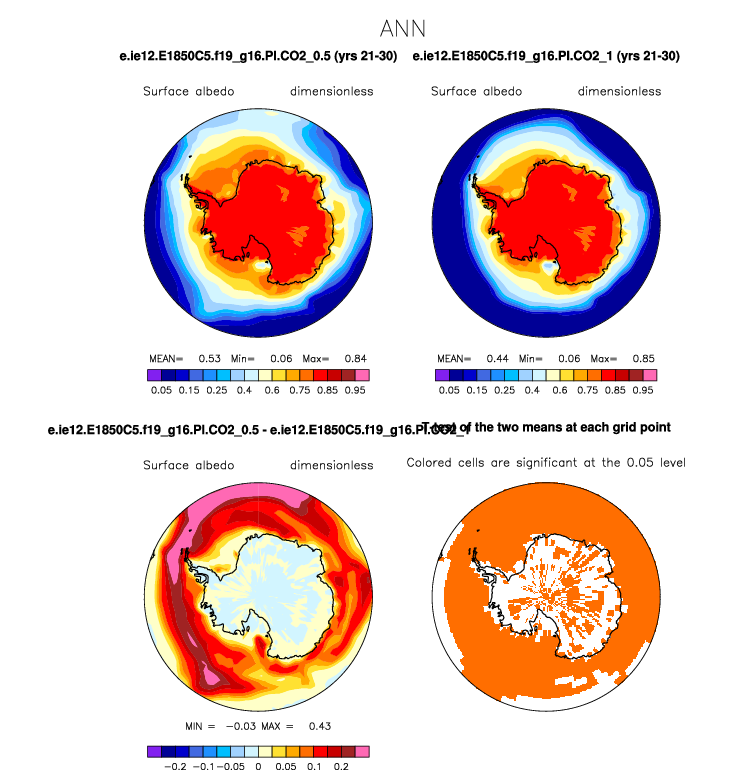 ANN
e.ie12.E1850C5.f19_g16.PI.CO2_0.5 (yrs 21-30)
e.ie12.E1850C5.f19_g16.PI.CO2_1 (yrs 21-30)
Surface albedo dimensionless
Surface albedo dimensionless
MEAN= 0.53 Min= 0.06 Max= 0.84
MEAN= 0.44 Min= 0.06 Max= 0.85
0.05 0.15 0.25 0.4 0.6 0.75 0.85 0.95
0.05 0.15 0.25 0.4 0.6 0.75 0.85 0.95
e.ie12.E1850C5.f19_g16.PI.CO2_0.5 - e.ie12.E1850C5.f19_g16.PI.CO2_1
T-test of the two means at each grid point
Surface albedo dimensionless
Colored cells are significant at the 0.05 level
MIN = -0.03 MAX = 0.43
-0.2 -0.1 -0.05 0 0.05 0.1 0.2